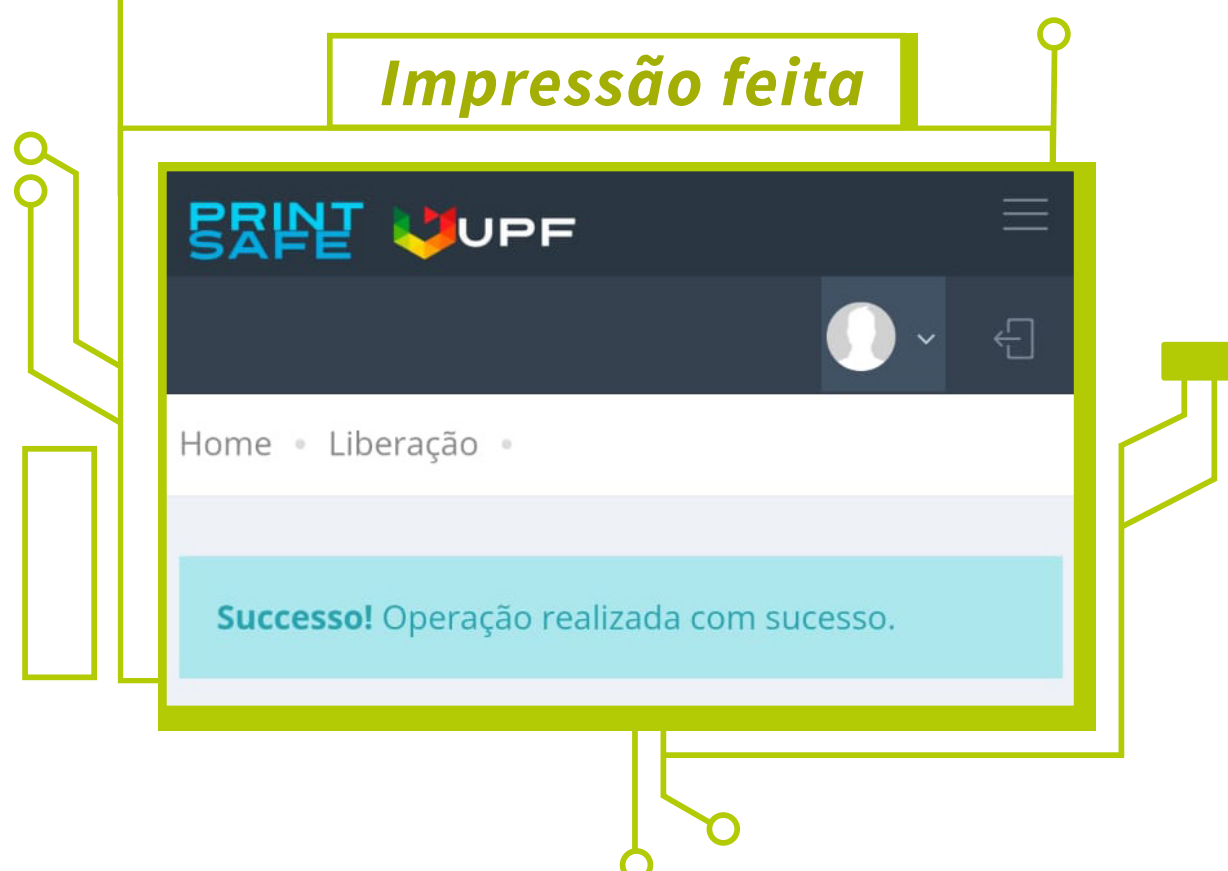 Impressão feita
PRINT
SAFE
UPF
Home • Liberação •
Successo! Operação realizada com sucesso.